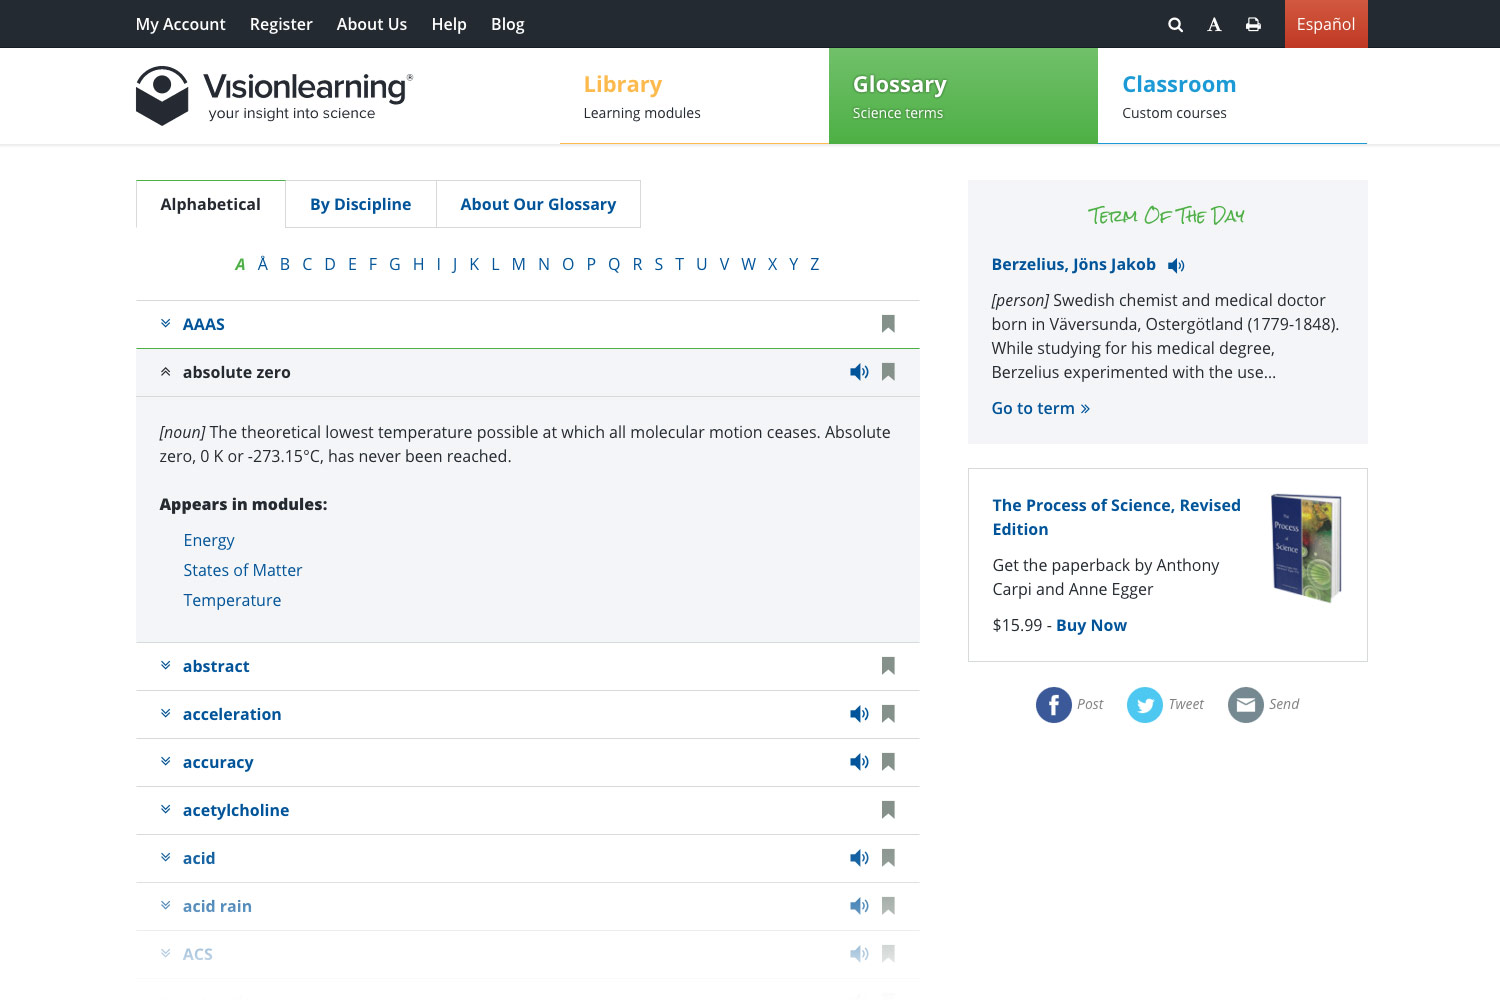 My Account Register About Us Help Blog
A Español
Visionlearning®
your insight into science
Library
Learning modules
Glossary
Science terms
Classroom
Custom courses
Alphabetical By Discipline About Our Glossary
A Å B C D E F G H I J K L M N O P Q R S T U V W X Y Z
AAAS
absolute zero
[noun] The theoretical lowest temperature possible at which all molecular motion ceases. Absolute
zero, 0 K or -273.15°C, has never been reached.
Appears in modules:
Energy
States of Matter
Temperature
abstract
acceleration
accuracy
acetylcholine
acid
acid rain
ACS
Term Of The Day
Berzelius, Jöns Jakob
[person] Swedish chemist and medical doctor
born in Väversunda, Ostergötland (1779-1848).
While studying for his medical degree,
Berzelius experimented with the use...
Go to term »
The Process of Science, Revised
Edition
Get the paperback by Anthony
Carpi and Anne Egger
$15.99 - Buy Now
The
Process
of
Science
Post Tweet Send